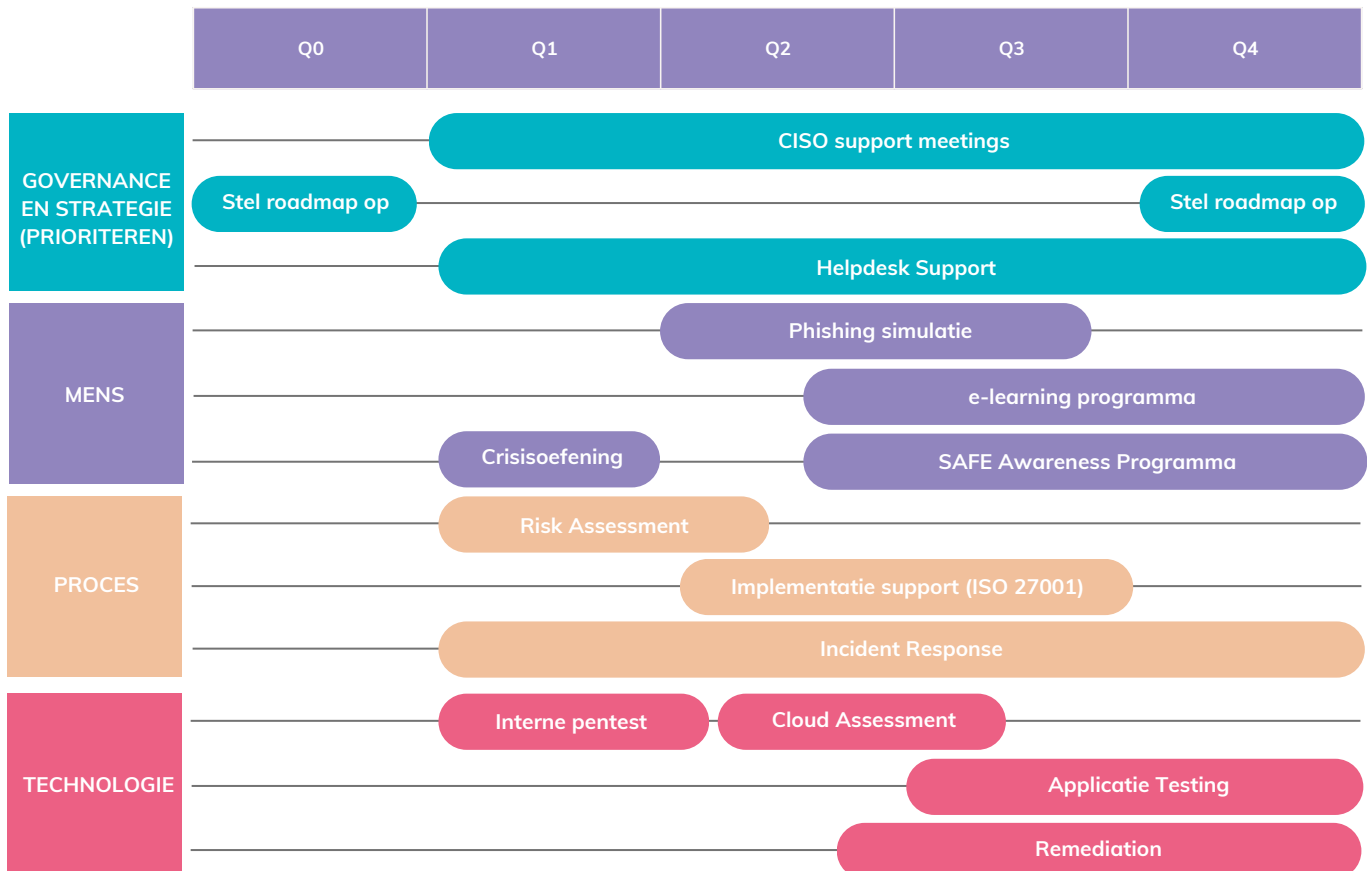 Q0
Q1
Q2
Q3
Q4
GOVERNANCE
EN STRATEGIE
(PRIORITEREN)
CISO support meetings
Stel roadmap op
Stel roadmap op
Helpdesk Support
MENS
Phishing simulatie
e-learning programma
Crisisoefening
SAFE Awareness Programma
PROCES
Risk Assessment
Implementatie support (ISO 27001)
Incident Response
TECHNOLOGIE
Interne pentest
Cloud Assessment
Applicatie Testing
Remediation